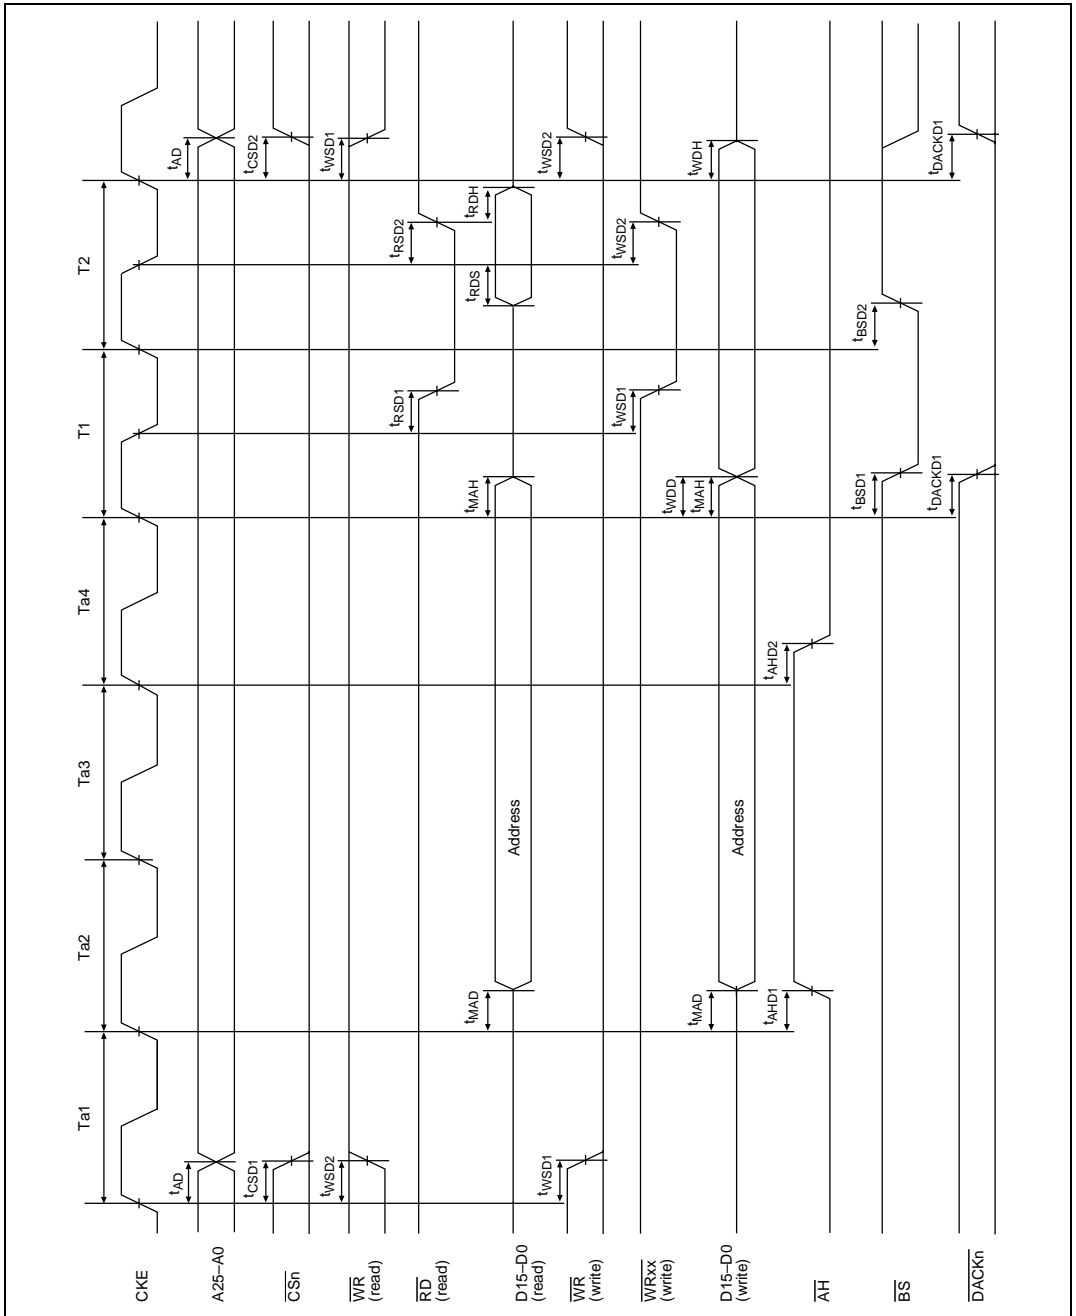 Ta1
Ta2
Ta3
Ta4
T1
T2
CKE
A25–A0
tAD
tAD
CSn
tCSD1
tCSD2
WR
(read)
tWSD2
tWSD1
RD
(read)
tRSD1
tRSD2
D15–D0
(read)
tMAD
Address
tMAH
tRDS
tRDH
WR
(write)
tWSD1
tWSD2
WRxx
(write)
tWSD1
tWSD2
D15–D0
(write)
tMAD
Address
tWDD
tMAH
tWDH
AH
tAHD1
tAHD2
BS
tBSD1
tBSD2
DACKn
tDACKD1
tDACKD1